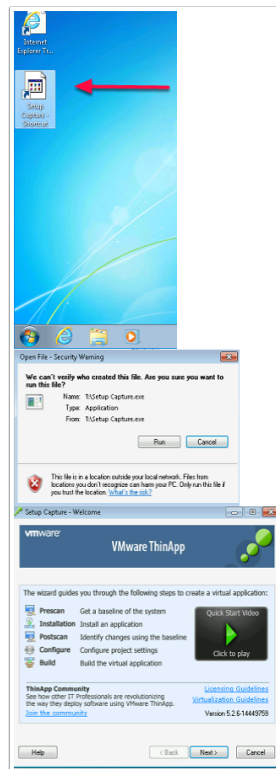 Internet
Explorer Tr...
Setup
Capture -
Shortcut
Open File - Security Warning
We can't verify who created this file. Are you sure you want to
run this file?
Name: T:\Setup Capture.exe
Type: Application
From: T:\Setup Capture.exe
Run Cancel
This file is in a location outside your local network. Files from
locations you don't recognize can harm your PC. Only run this file if
you trust the location. What's the risk?
Setup Capture - Welcome
vmware
VMware ThinApp
The wizard guides you through the following steps to create a virtual application:
Prescan Get a baseline of the system
Installation Install an application
Postscan Identify changes using the baseline
Configure Configure project settings
Build Build the virtual application
Quick Start Video
Click to play
ThinApp Community
See how other IT Professionals are revolutionizing
the way they deploy software using VMware ThinApp.
Join the community
Licensing Guidelines
Virtualization Guidelines
Version 5.2.6-14449759
Help < Back Next > Cancel